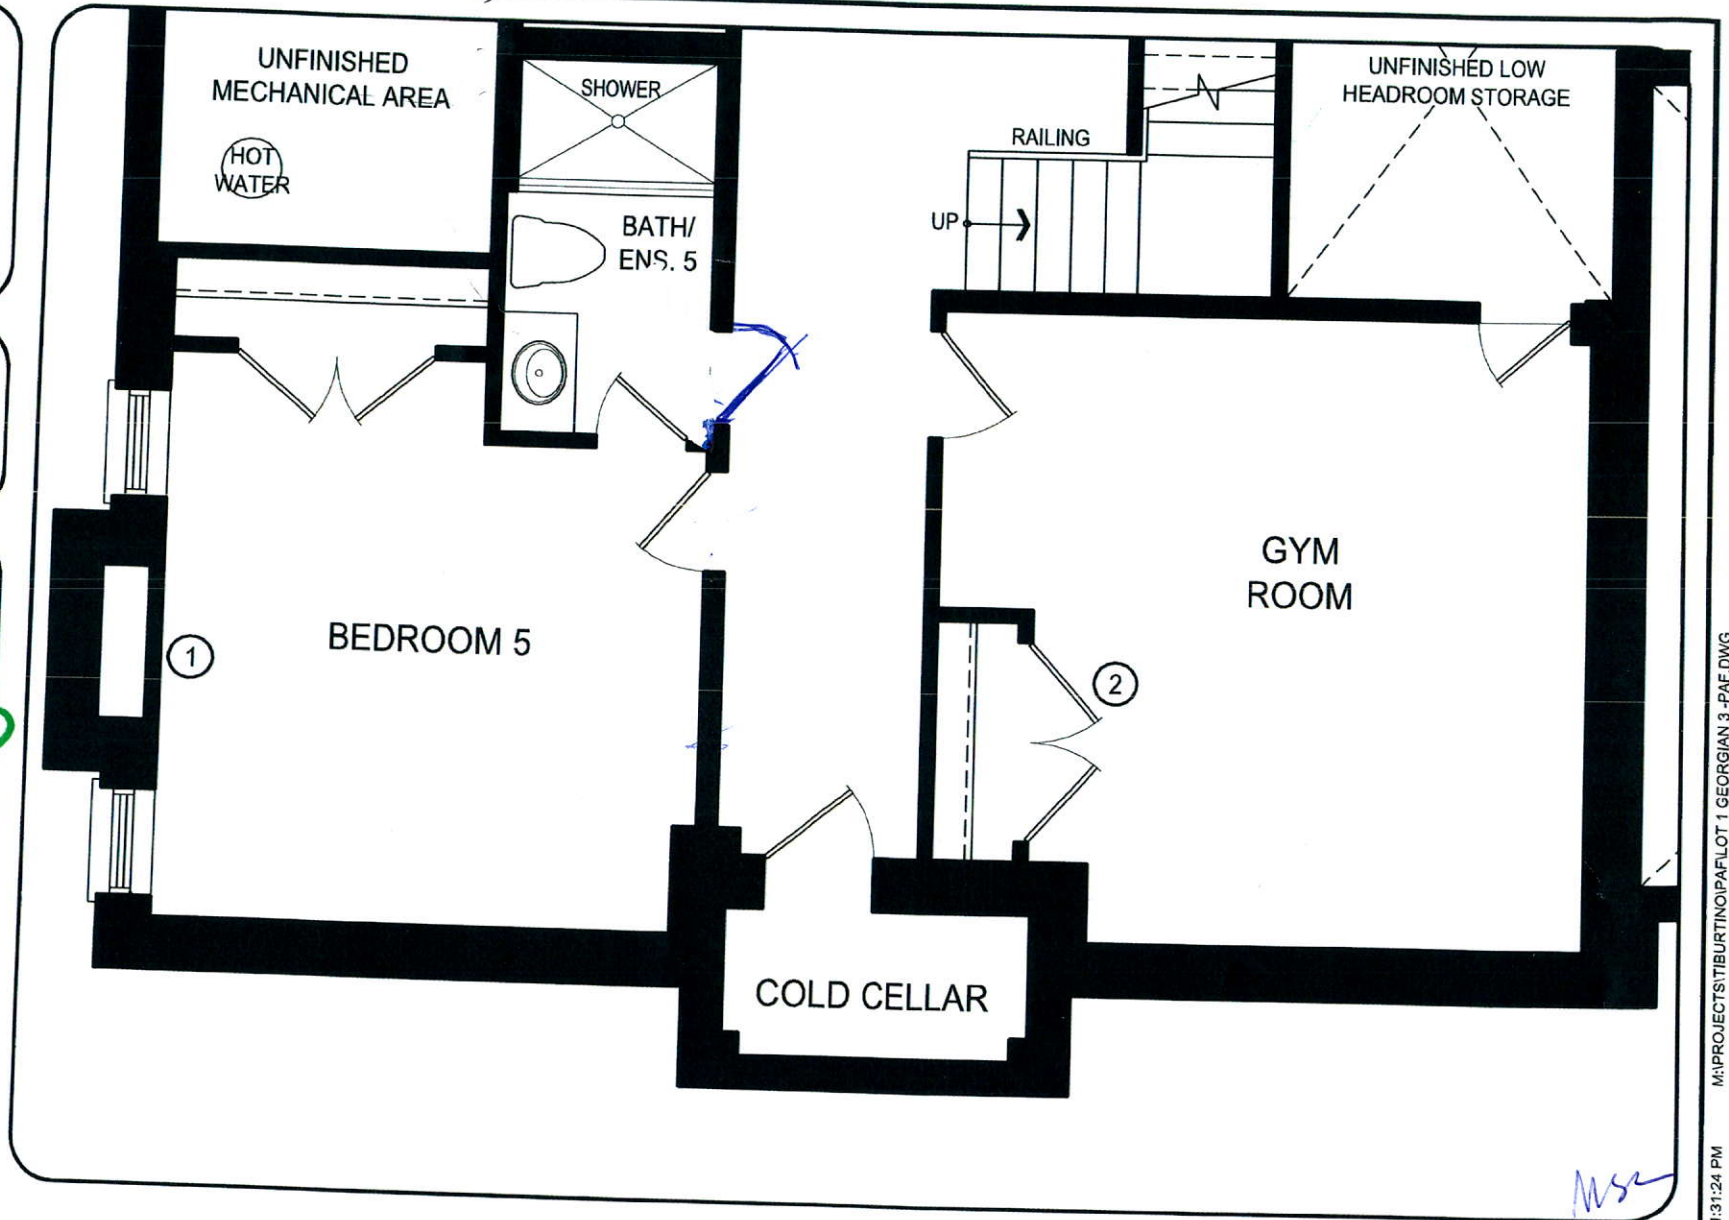 UNFINISHED
MECHANICAL AREA
HOT
WATER
SHOWER
BATH/
ENS. 5
RAILING
UP
UNFINISHED LOW
HEADROOM STORAGE
BEDROOM 5
1
GYM
ROOM
2
COLD CELLAR
:31:24 PM
M:\PROJECTS\TIBURTINO\PAF\LOT 1 GEORGIAN 3 -PAF.DWG